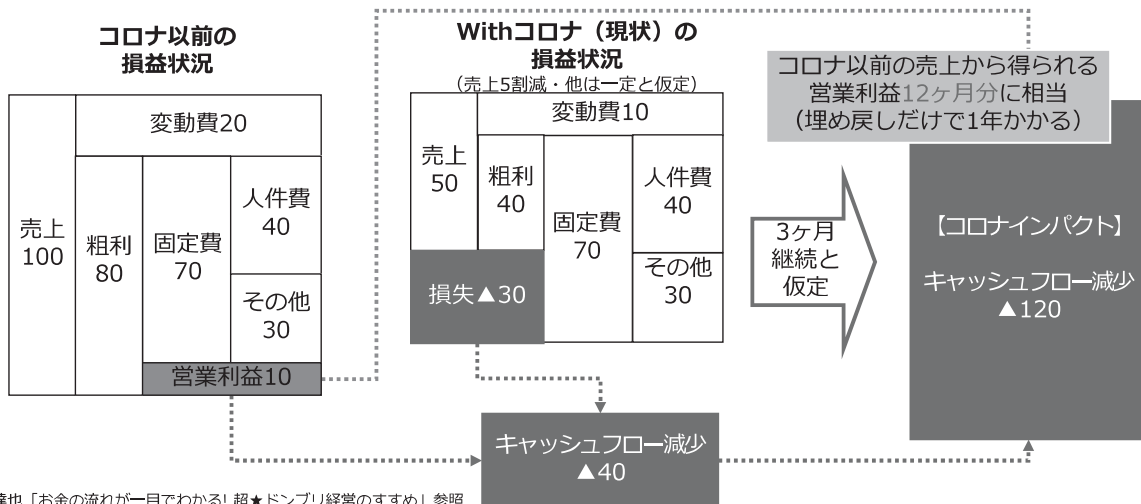 コロナ以前の
損益状況
売上
100
変動費20
粗利
80
固定費
70
人件費
40
その他
30
営業利益10
Withコロナ（現状）の
損益状況
（売上5割減・他は一定と仮定）
売上
50
変動費10
粗利
40
固定費
70
人件費
40
その他
30
損失▲30
キャッシュフロー減少
▲40
3ヶ月
継続と
仮定
コロナ以前の売上から得られる
営業利益12ヶ月分に相当
（埋め戻しだけで1年かかる）
【コロナインパクト】
キャッシュフロー減少
▲120
達也「お金の流れが一目でわかる! 超★ドンブリ経営のすすめ」参照